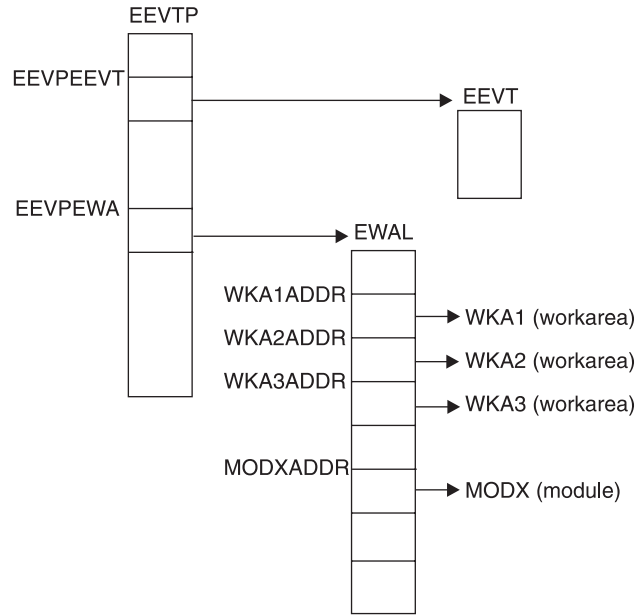 EEVTP
EEVPEEVT
EEVT
EEVPEWA
EWAL
WKA1ADDR
WKA1 (workarea)
WKA2ADDR
WKA2 (workarea)
WKA3ADDR
WKA3 (workarea)
MODXADDR
MODX (module)